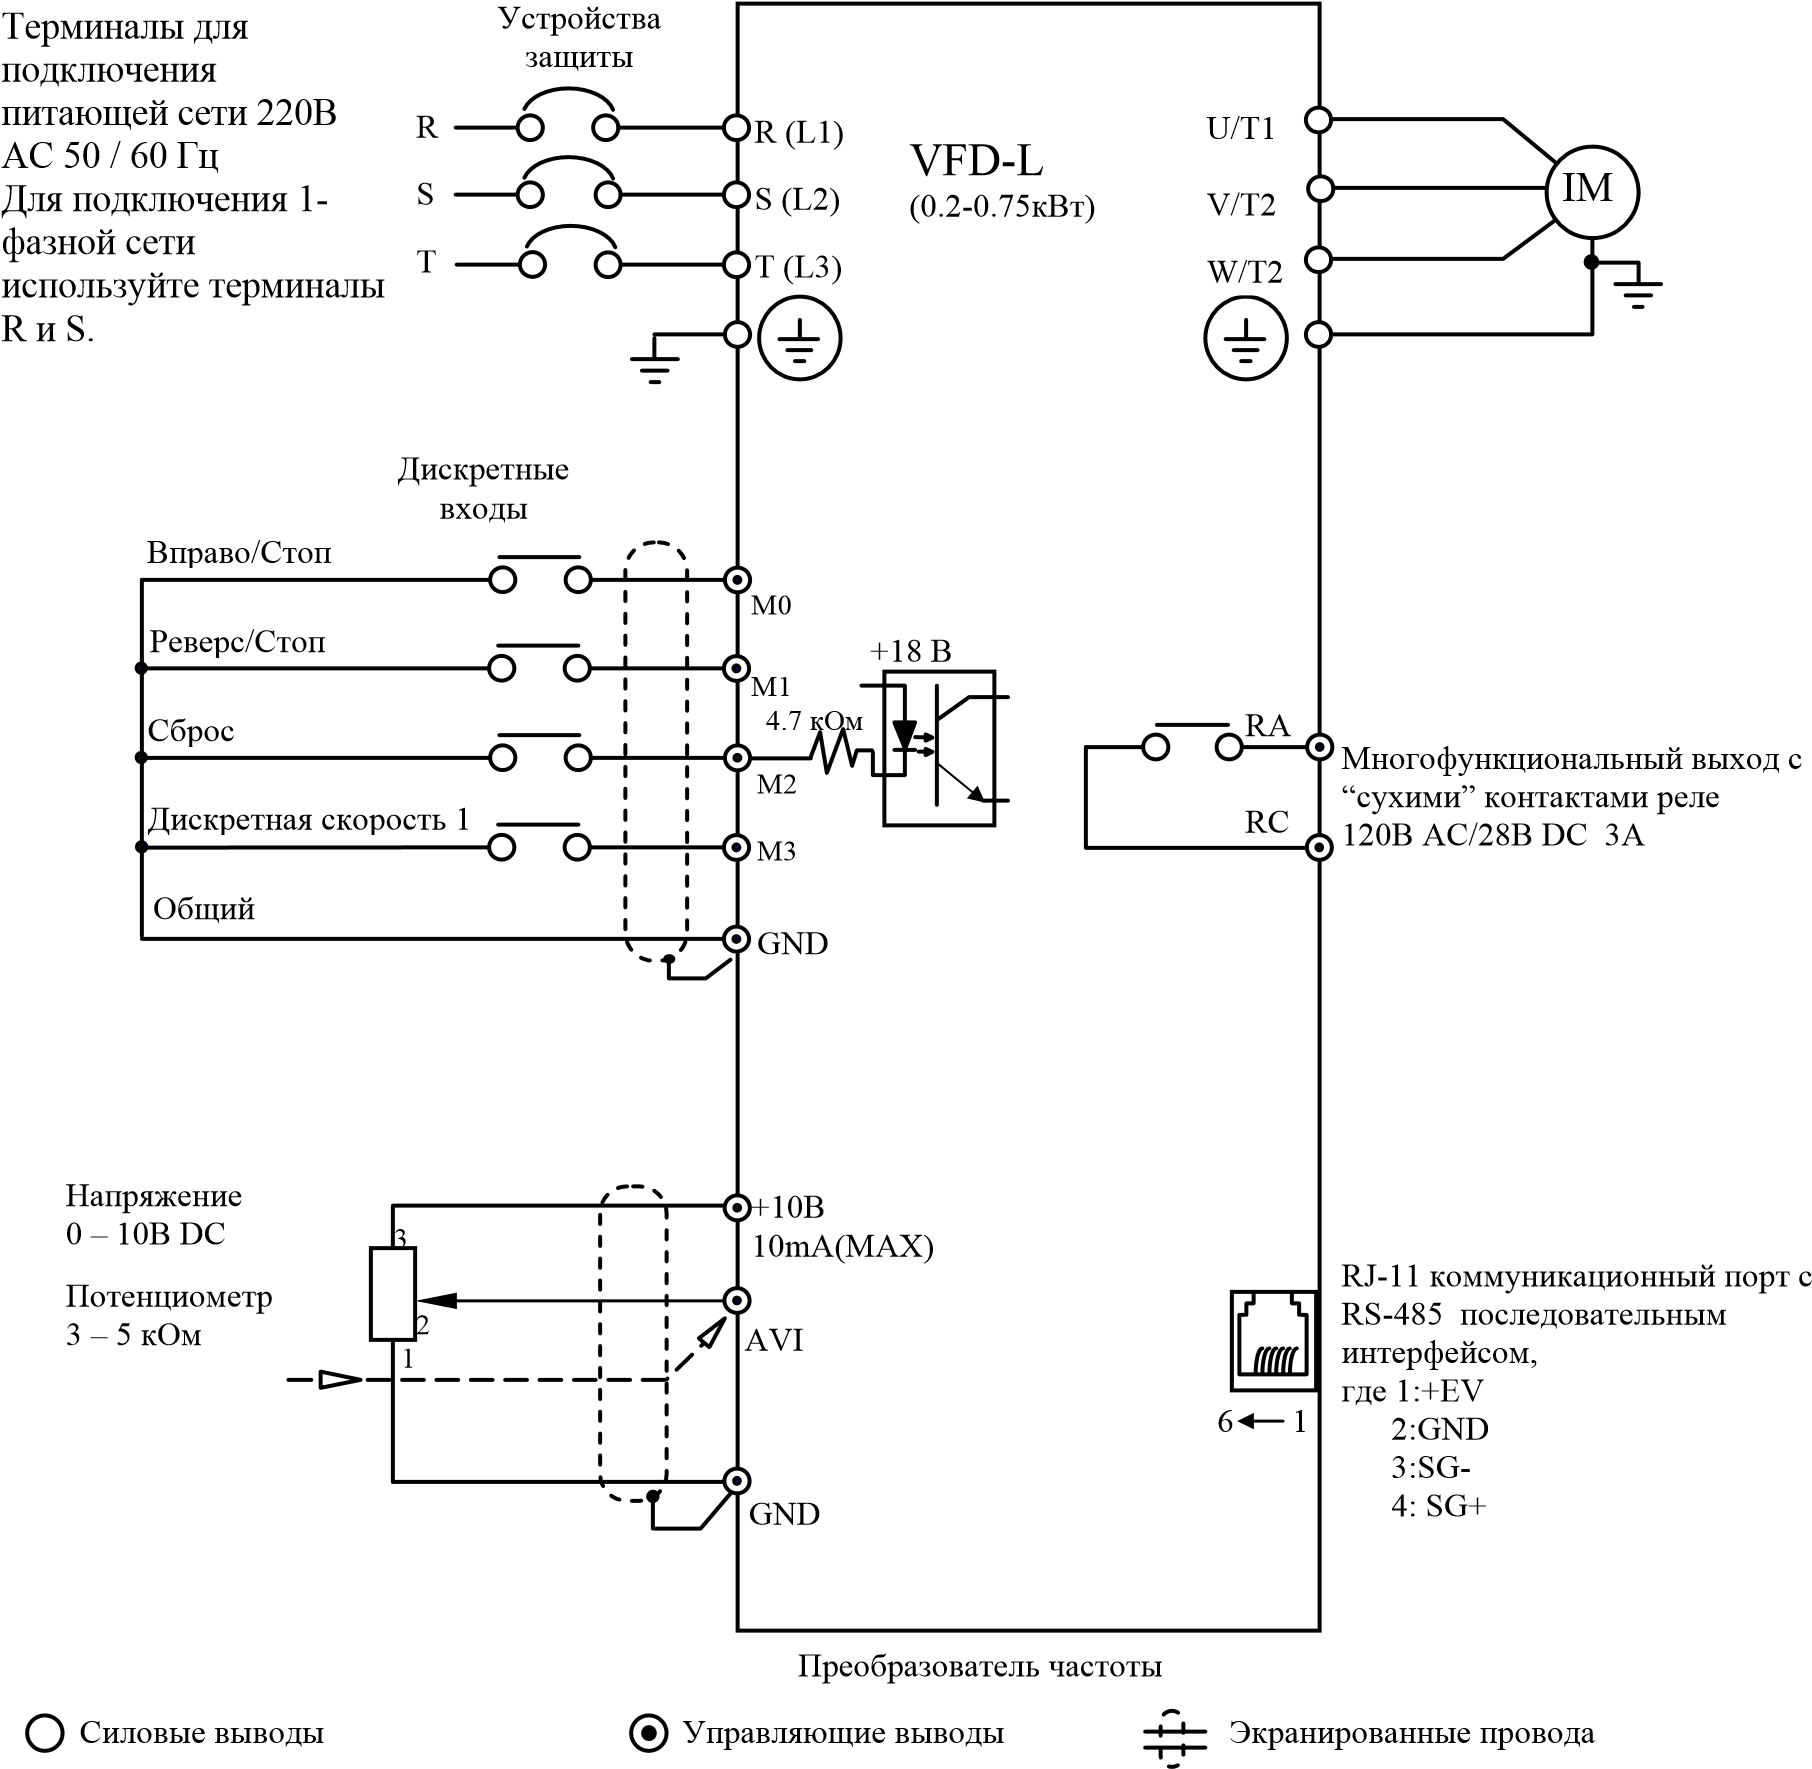 Терминалы для
подключения
питающей сети 220В
АС 50 / 60 Гц
Для подключения 1-
фазной сети
используйте терминалы
R и S.
Устройства
защиты
R
S
T
R (L1)
S (L2)
T (L3)
VFD-L
(0.2-0.75кВт)
U/T1
V/T2
W/T2
IM
Дискретные
входы
Вправо/Стоп
Реверс/Стоп
Сброс
Дискретная скорость 1
Общий
M0
M1
M2
M3
GND
+18 В
4.7 кОм
RA
RC
Многофункциональный выход с
“сухими” контактами реле
120В AC/28В DC 3А
Напряжение
0 – 10В DC
Потенциометр
3 – 5 кОм
3
2
1
+10В
10mA(MAX)
AVI
GND
RJ-11 коммуникационный порт с
RS-485 последовательным
интерфейсом,
где 1:+EV
2:GND
3:SG-
4: SG+
6
1
Преобразователь частоты
Силовые выводы
Управляющие выводы
Экранированные провода